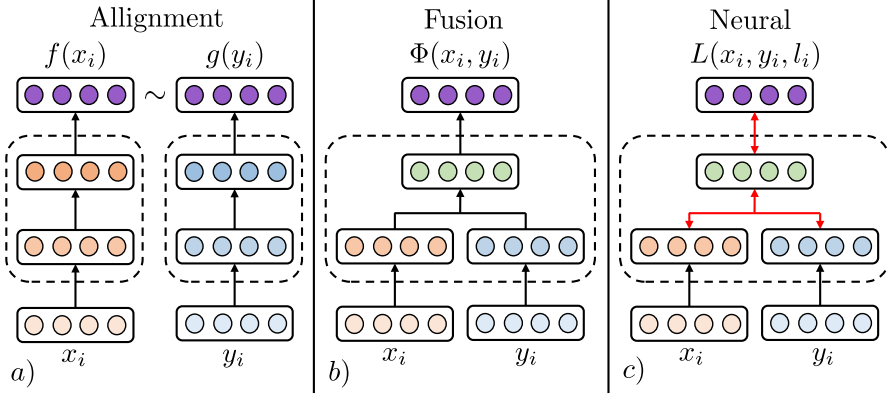 Allignment
f(x_i) ~ g(y_i)
x_i y_i
a)
Fusion
Φ(x_i, y_i)
x_i y_i
b)
Neural
L(x_i, y_i, l_i)
x_i y_i
c)